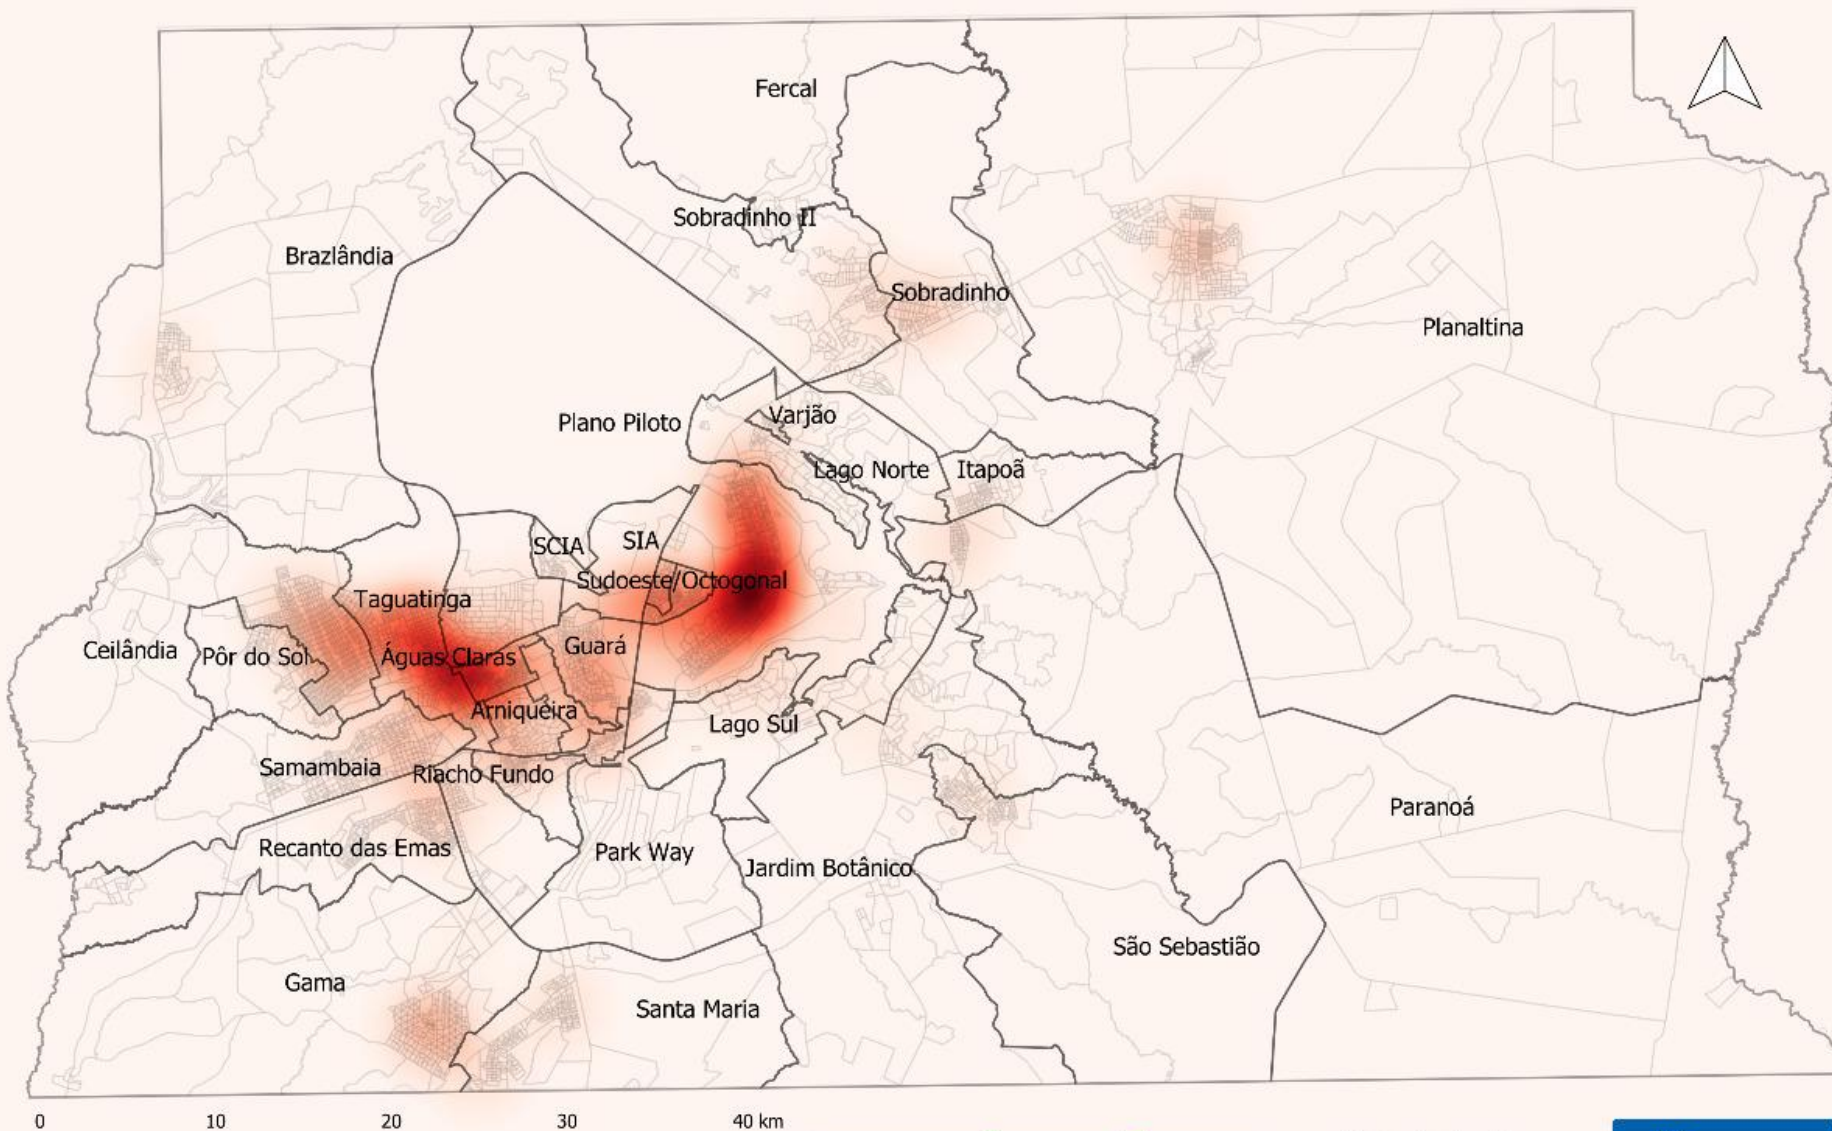 Fercal
Sobradinho II
Brazlândia
Sobradinho
Planaltina
Varjão
Plano Piloto
Lago Norte
Itapoã
SCIA
SIA
Sudoeste/Octogonal
Taguatinga
Ceilândia
Pôr do Sol
Águas Claras
Guará
Arniqueira
Lago Sul
Samambaia
Riacho Fundo
Paranoá
Recanto das Emas
Park Way
Jardim Botânico
São Sebastião
Gama
Santa Maria
0 10 20 30 40 km